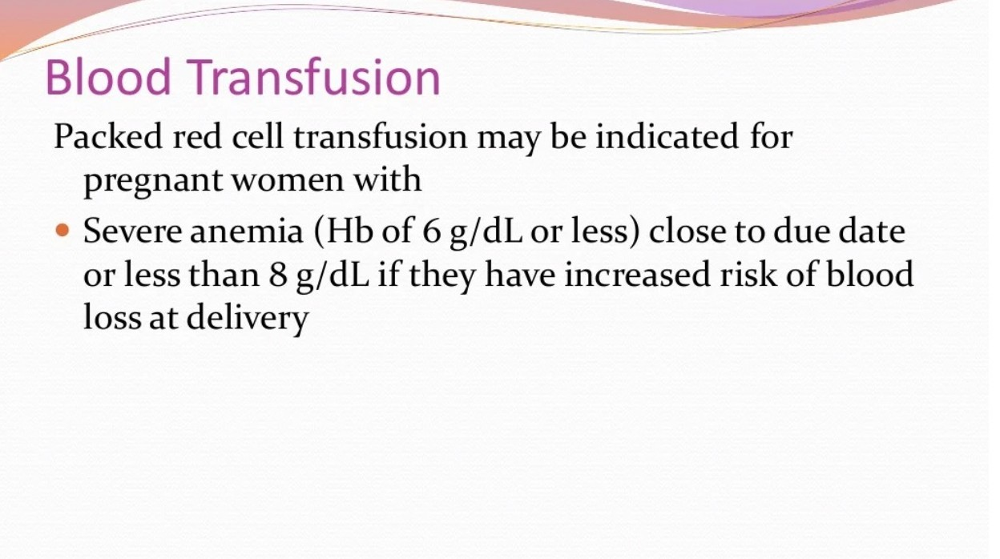 Blood Transfusion
Packed red cell transfusion may be indicated for
pregnant women with
• Severe anemia (Hb of 6 g/dL or less) close to due date
or less than 8 g/dL if they have increased risk of blood
loss at delivery